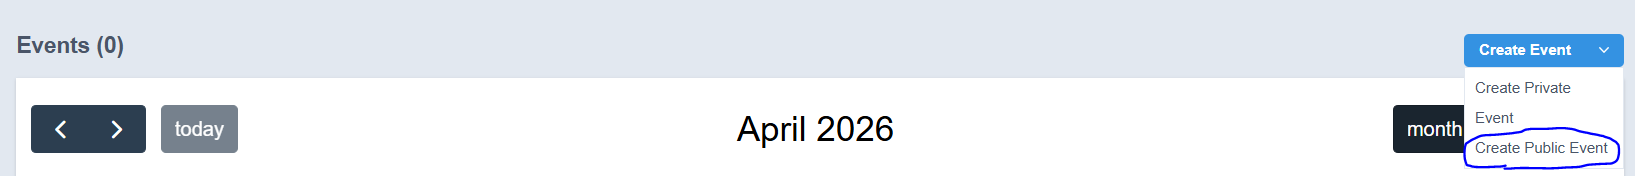 Events (0)
Create Event
Create Private
Event
Create Public Event
today
April 2026
month